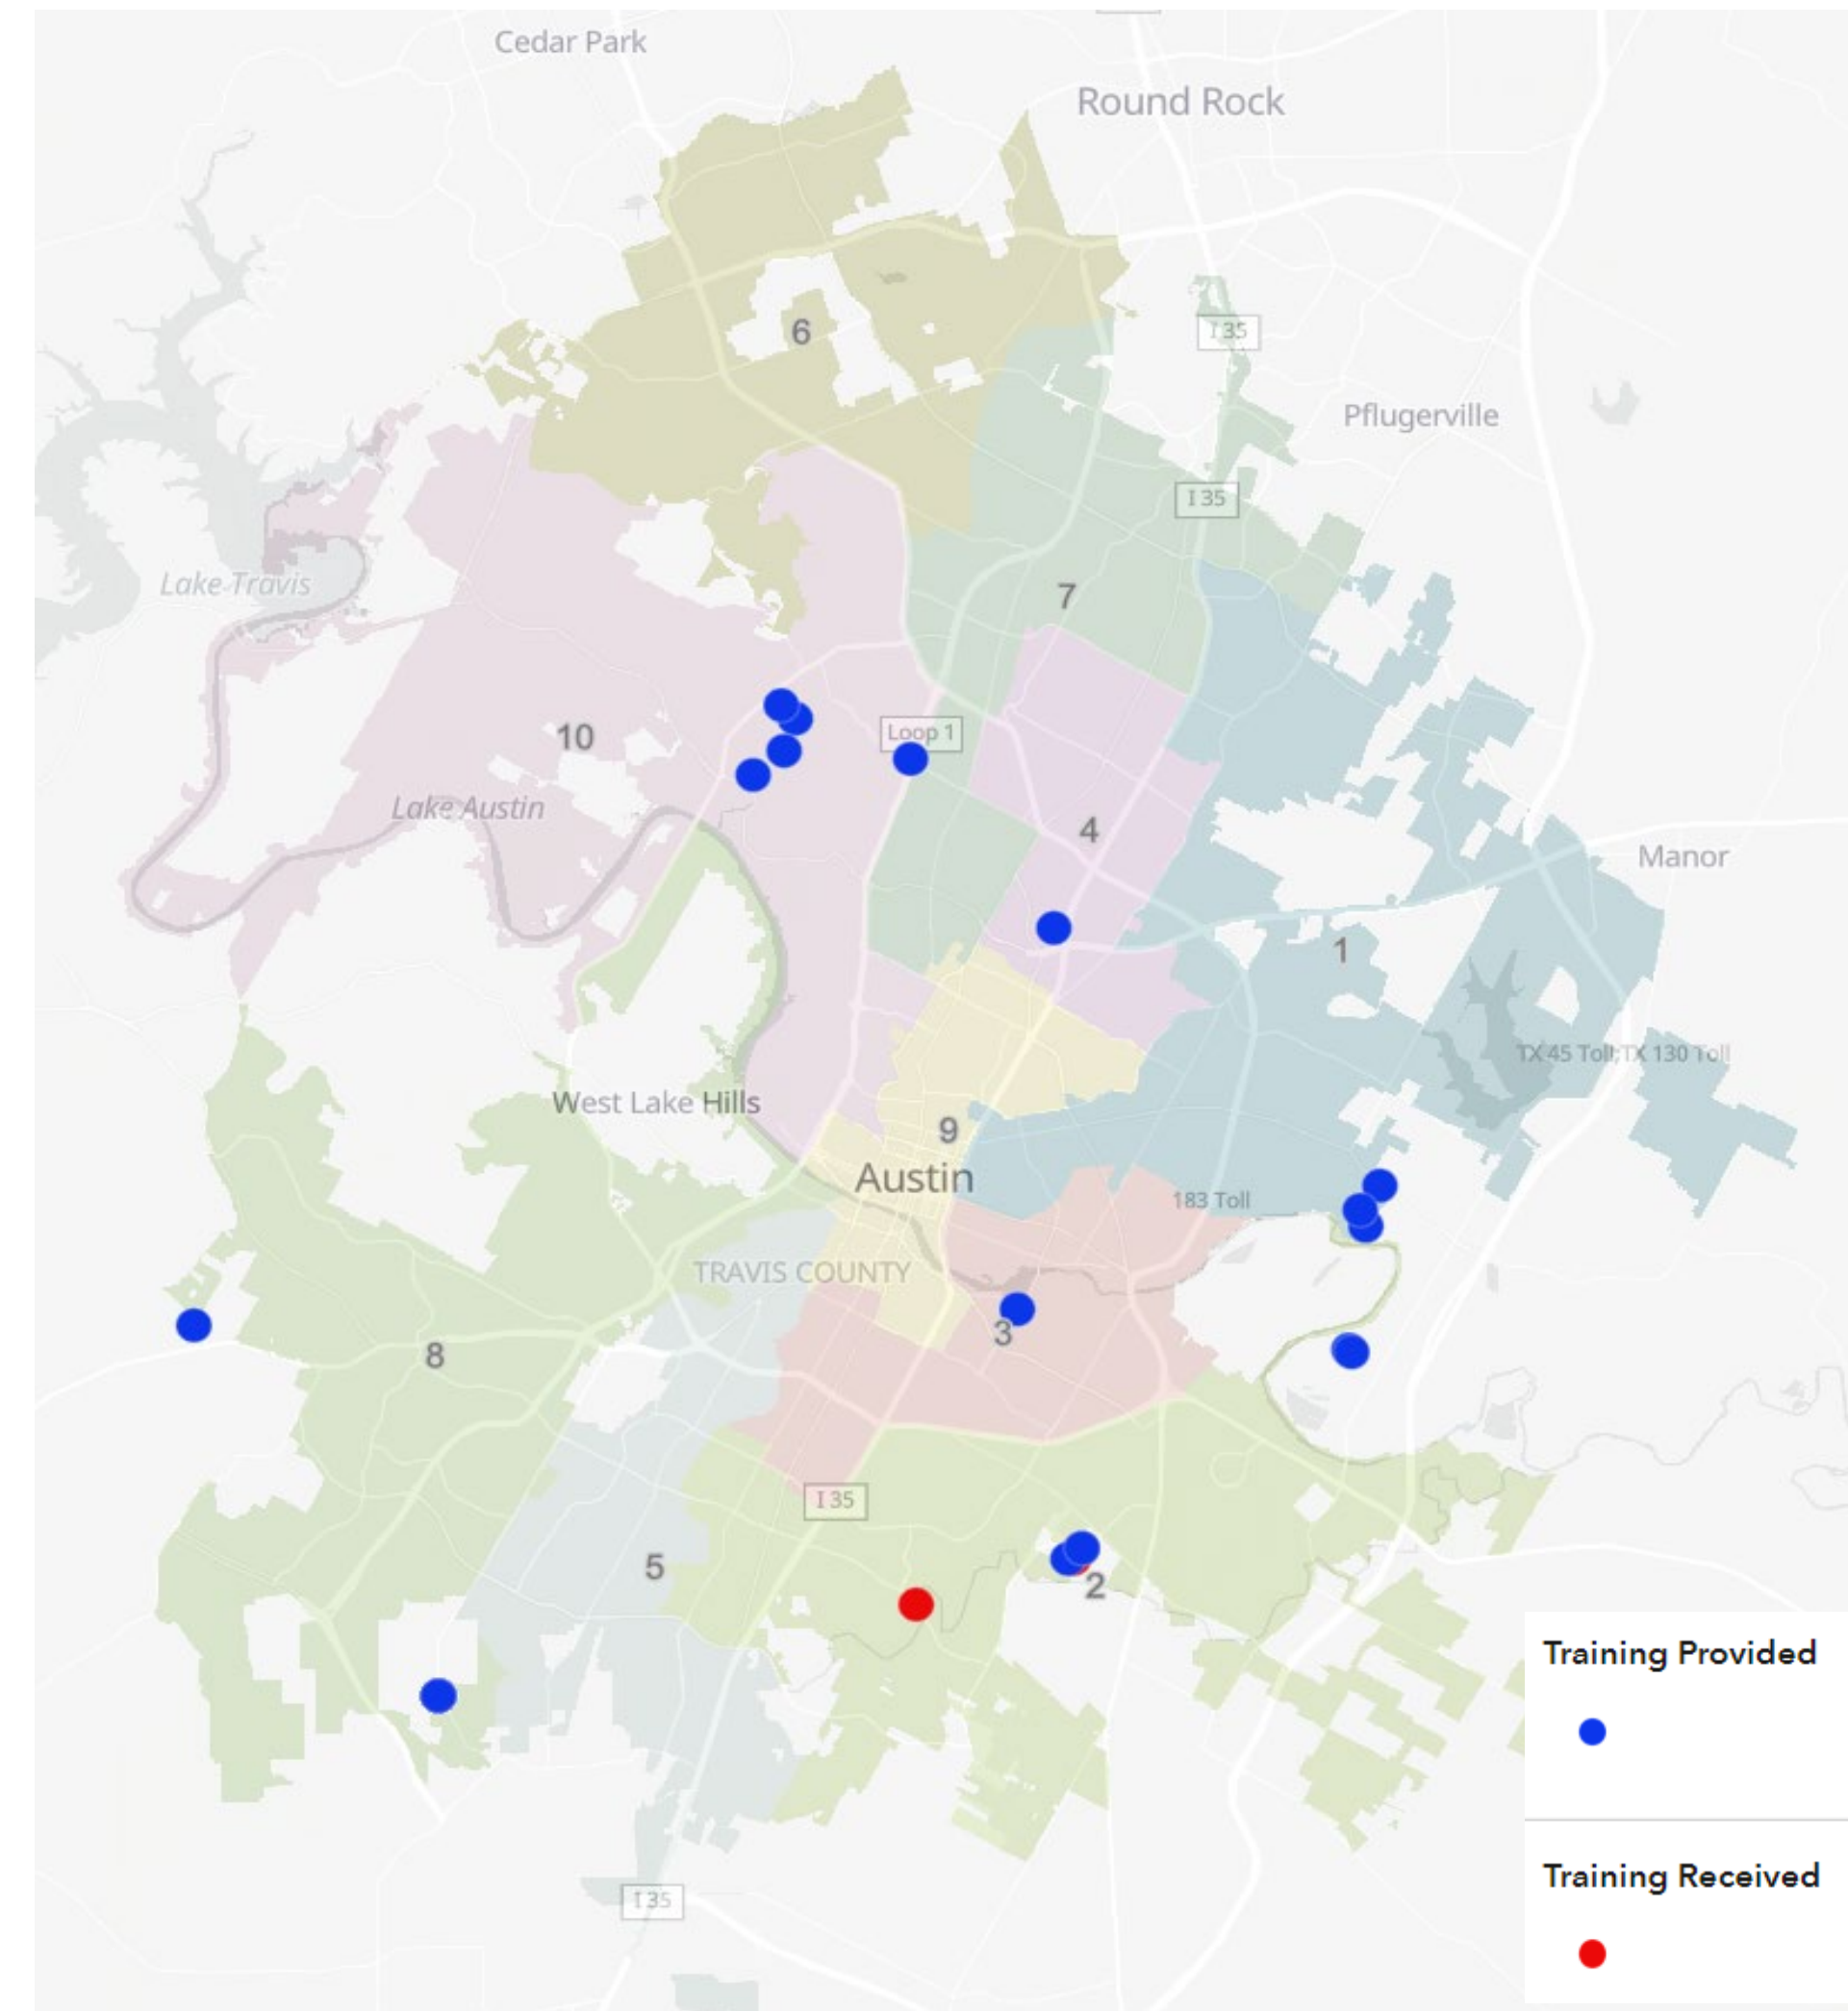 Cedar Park
Round Rock
6
I 35
Pflugerville
I 35
Lake Travis
7
10
Loop 1
Lake Austin
4
Manor
1
TX 45 Toll;TX 130 Toll
West Lake Hills
9
Austin
183 Toll
TRAVIS COUNTY
3
8
I 35
5
2
Training Provided
Training Received
I 35